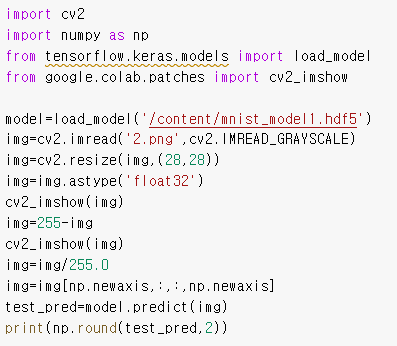 import cv2
import numpy as np
from tensorflow.keras.models import load_model
from google.colab.patches import cv2_imshow

model=load_model('/content/mnist_model1.hdf5')
img=cv2.imread('2.png',cv2.IMREAD_GRAYSCALE)
img=cv2.resize(img,(28,28))
img=img.astype('float32')
cv2_imshow(img)
img=255-img
cv2_imshow(img)
img=img/255.0
img=img[np.newaxis,:,:,np.newaxis]
test_pred=model.predict(img)
print(np.round(test_pred,2))